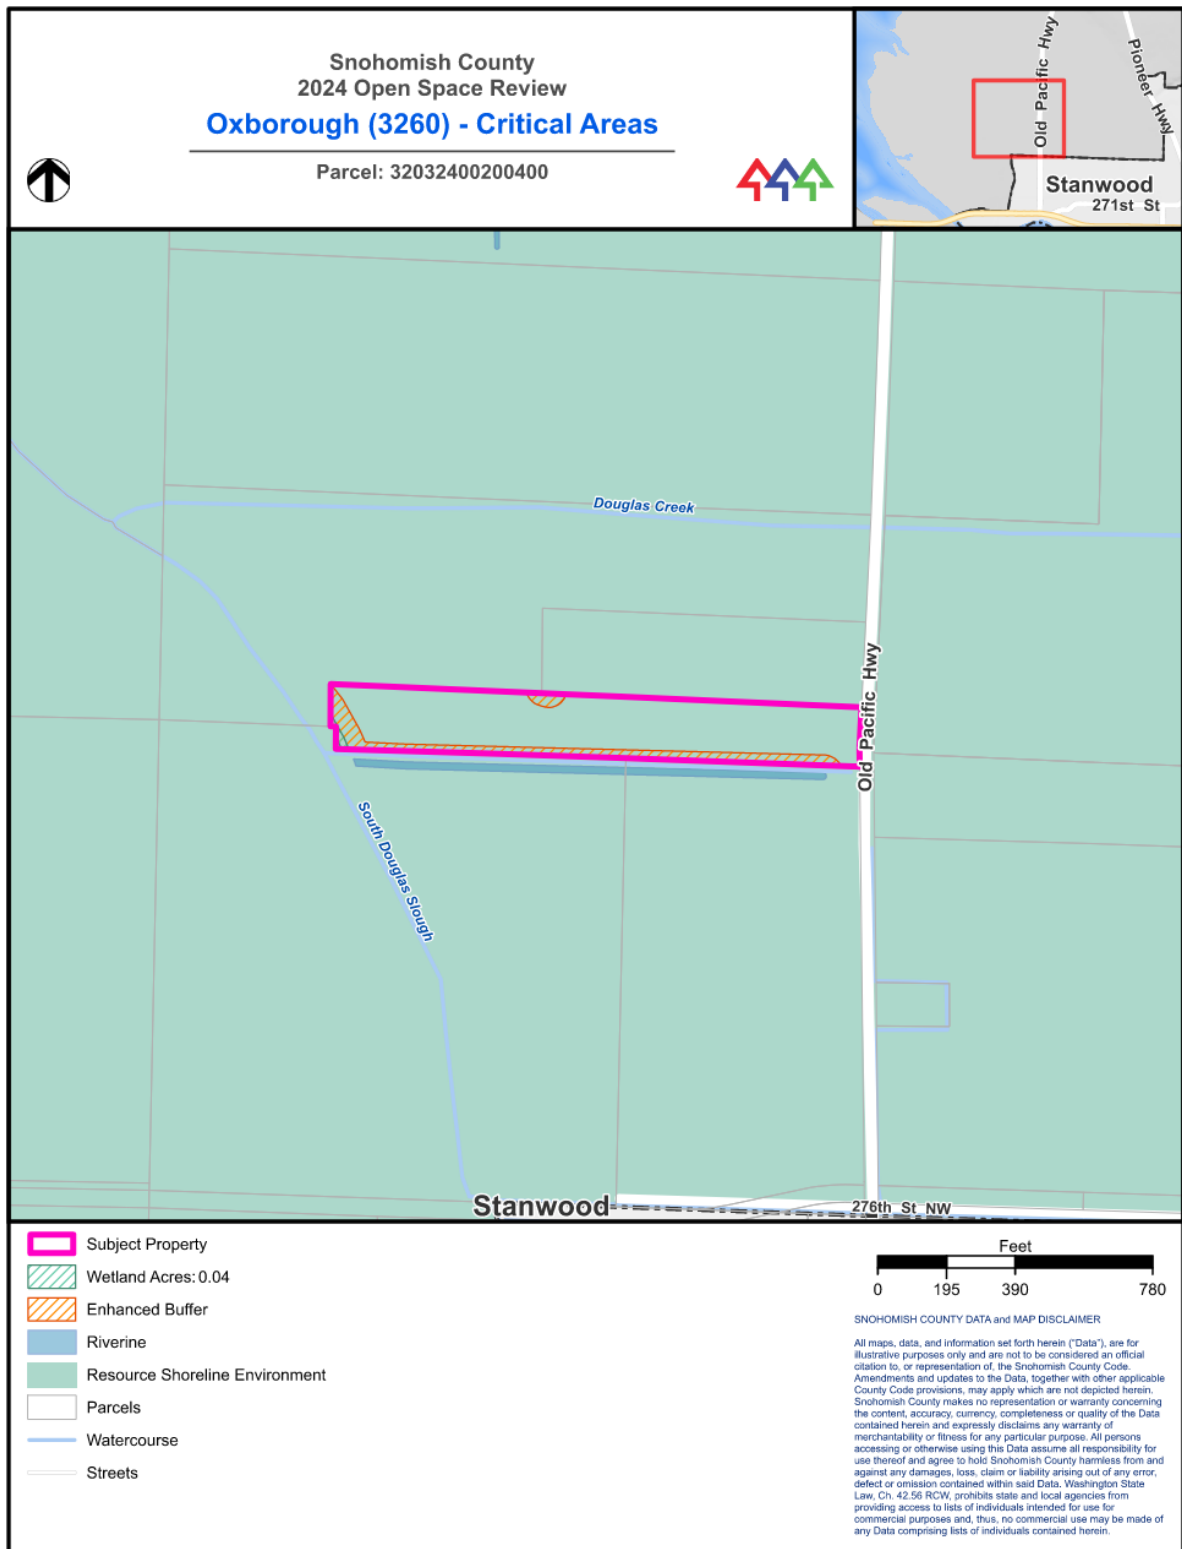 Snohomish County
2024 Open Space Review
Oxborough (3260) - Critical Areas
Parcel: 32032400200400
Old Pacific Hwy
Pioneer Hwy
Stanwood
271st St
Douglas Creek
Old Pacific Hwy
South Douglas Slough
Stanwood
276th St NW
Subject Property
Wetland Acres: 0.04
Enhanced Buffer
Riverine
Resource Shoreline Environment
Parcels
Watercourse
Streets
Feet
0 195 390 780
SNOHOMISH COUNTY DATA and MAP DISCLAIMER
All maps, data, and information set forth herein ("Data"), are for
illustrative purposes only and are not to be considered an official
citation to, or representation of, the Snohomish County Code.
Amendments and updates to the Data, together with other applicable
County Code provisions, may apply which are not depicted herein.
Snohomish County makes no representation or warranty concerning
the content, accuracy, currency, completeness or quality of the Data
contained herein and expressly disclaims any warranty of
merchantability or fitness for any particular purpose. All persons
accessing or otherwise using this Data assume all responsibility for
use thereof and agree to hold Snohomish County harmless from and
against any damages, loss, claim or liability arising out of any error,
defect or omission contained within said Data. Washington State
Law, Ch. 42.56 RCW, prohibits state and local agencies from
providing access to lists of individuals intended for use for
commercial purposes and, thus, no commercial use may be made of
any Data comprising lists of individuals contained herein.